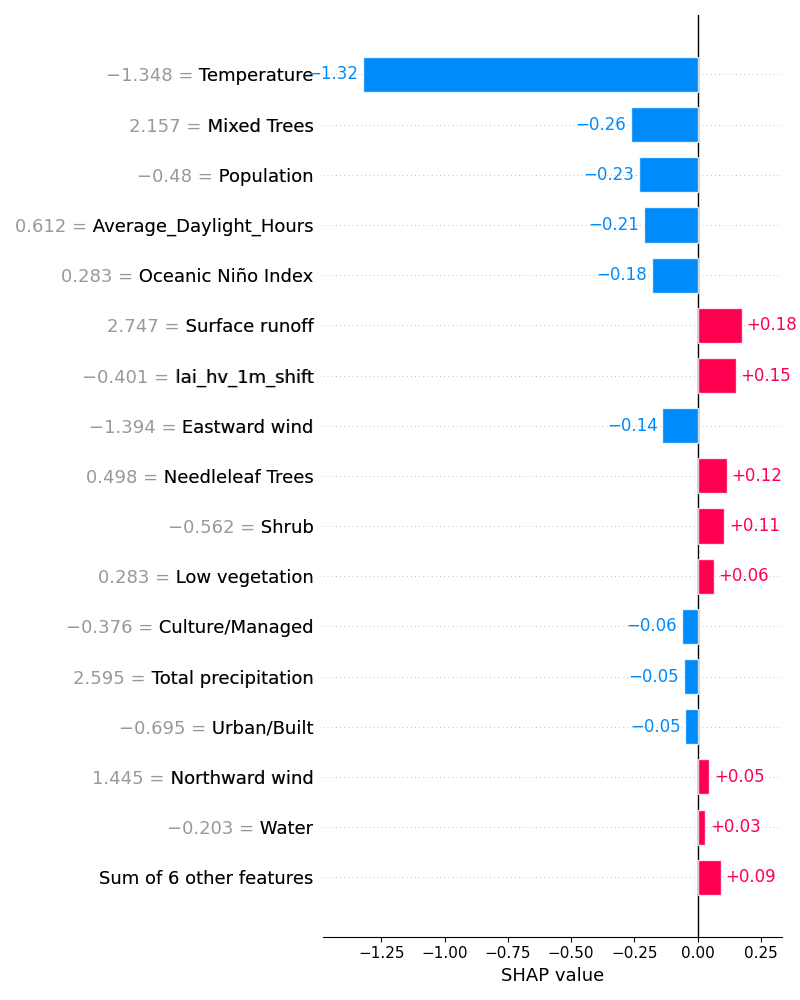 −1.348 = Temperature −1.32
2.157 = Mixed Trees −0.26
−0.48 = Population −0.23
0.612 = Average_Daylight_Hours −0.21
0.283 = Oceanic Niño Index −0.18
2.747 = Surface runoff +0.18
−0.401 = lai_hv_1m_shift +0.15
−1.394 = Eastward wind −0.14
0.498 = Needleleaf Trees +0.12
−0.562 = Shrub +0.11
0.283 = Low vegetation +0.06
−0.376 = Culture/Managed −0.06
2.595 = Total precipitation −0.05
−0.695 = Urban/Built −0.05
1.445 = Northward wind +0.05
−0.203 = Water +0.03
Sum of 6 other features +0.09
−1.25 −1.00 −0.75 −0.50 −0.25 0.00 0.25
SHAP value